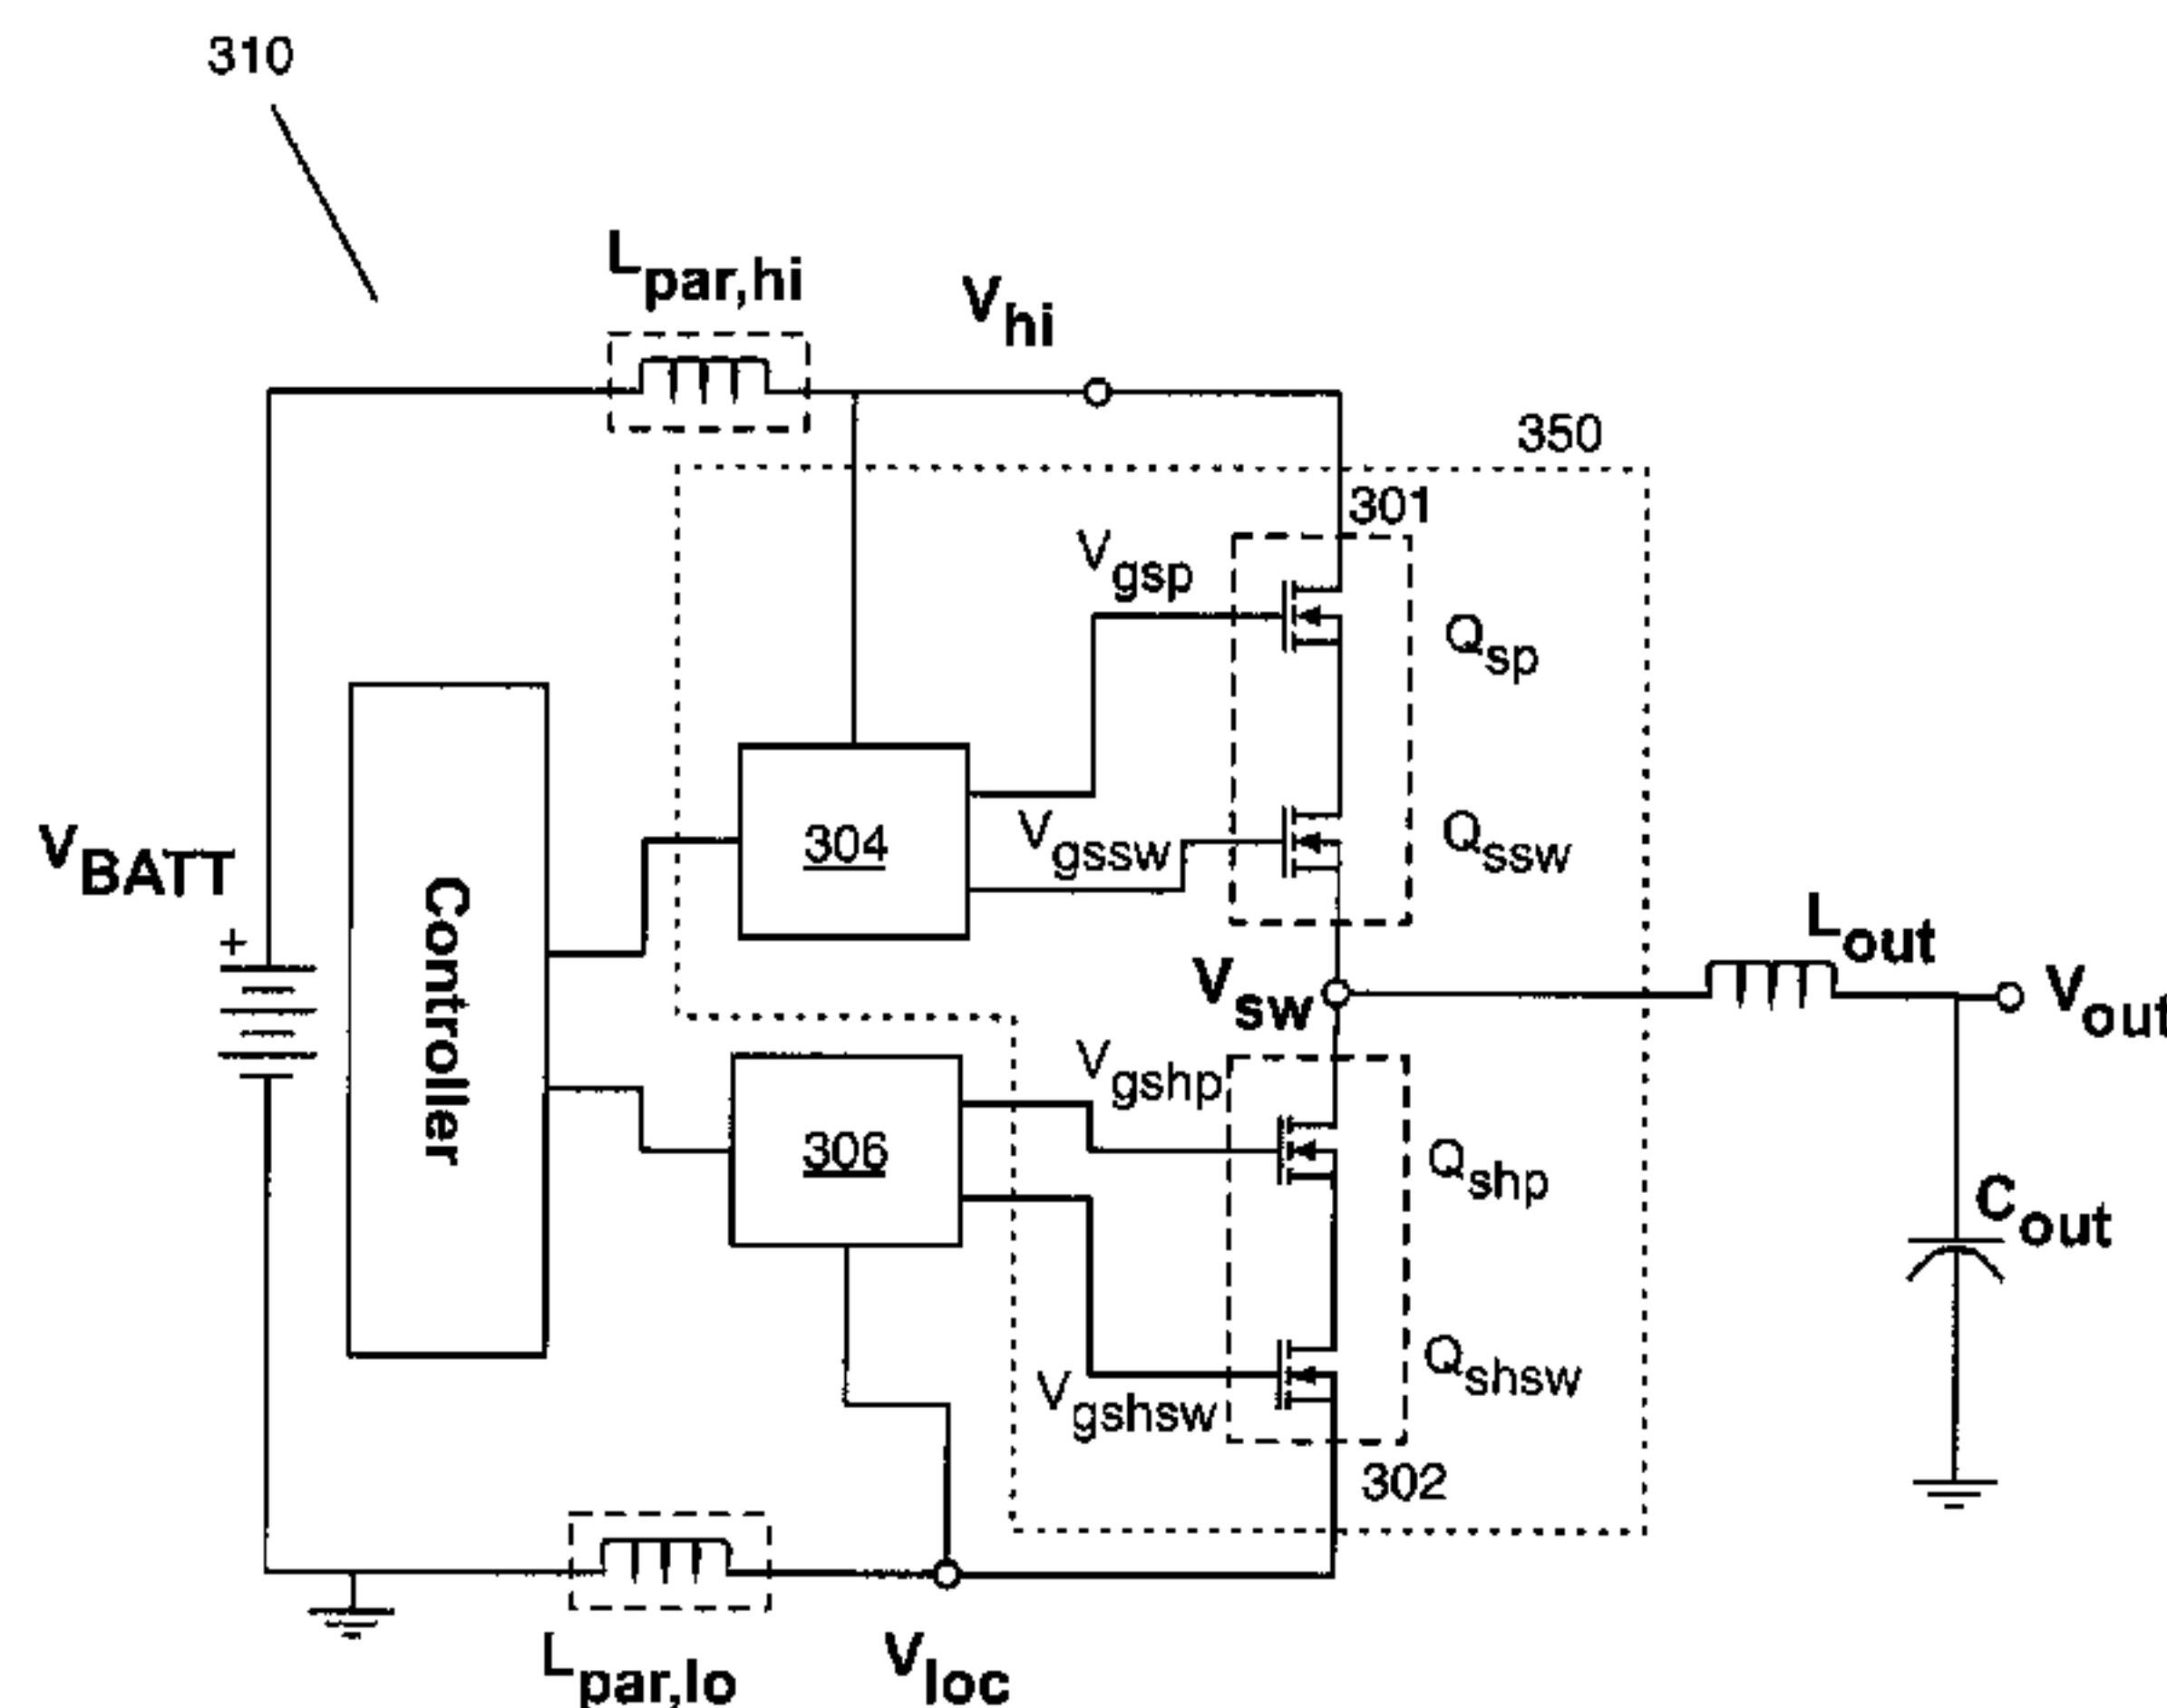 310
Lpar,hi
Vhi
350
301
Vgsp
Qsp
VBATT
+
Controller
304
Vgssw
Qssw
Lout
Vsw
Vout
Vgshp
306
Qshp
Cout
Qshsw
Vgshsw
302
Lpar,lo
Vloc